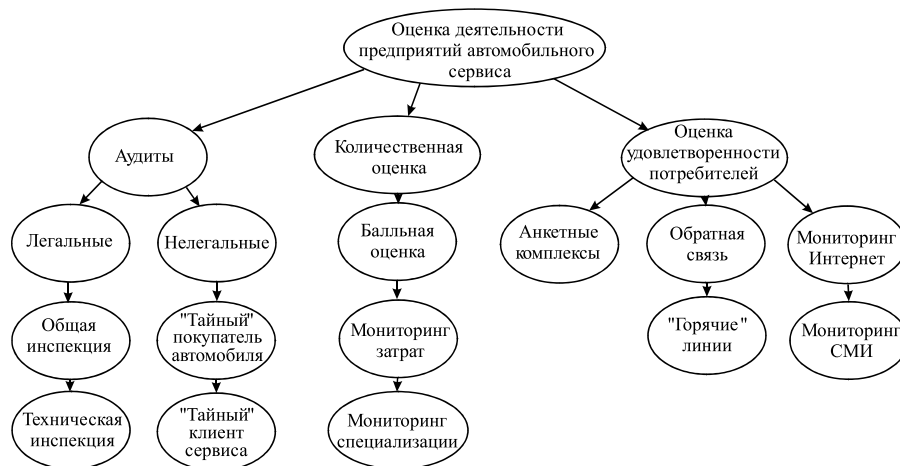 Оценка деятельности
предприятий автомобильного
сервиса
Аудиты
Количественная
оценка
Оценка
удовлетворенности
потребителей
Легальные
Нелегальные
Балльная
оценка
Анкетные
комплексы
Обратная
связь
Мониторинг
Интернет
Общая
инспекция
"Тайный"
покупатель
автомобиля
Мониторинг
затрат
"Горячие"
линии
Мониторинг
СМИ
Техническая
инспекция
"Тайный"
клиент
сервиса
Мониторинг
специализации